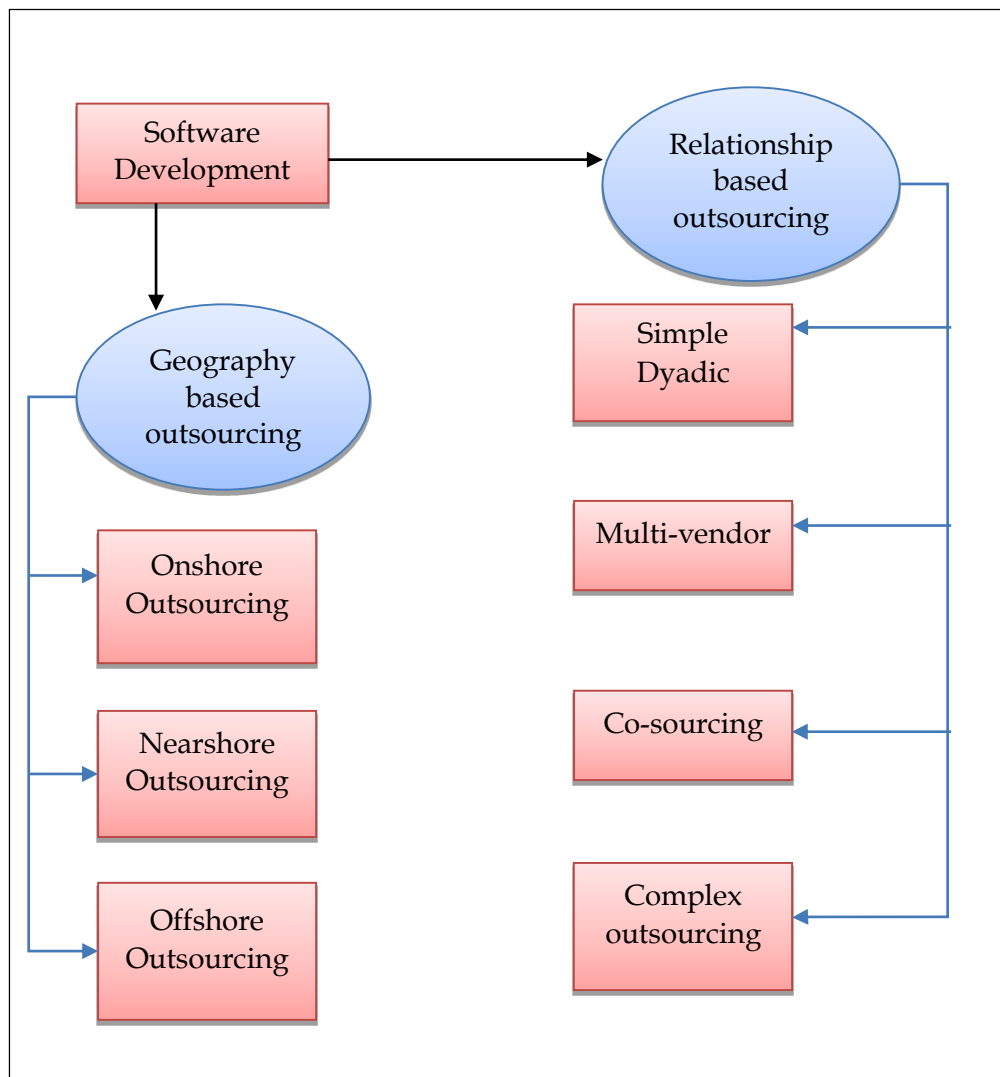 Software
Development
Relationship
based
outsourcing
Geography
based
outsourcing
Simple
Dyadic
Multi-vendor
Co-sourcing
Complex
outsourcing
Onshore
Outsourcing
Nearshore
Outsourcing
Offshore
Outsourcing